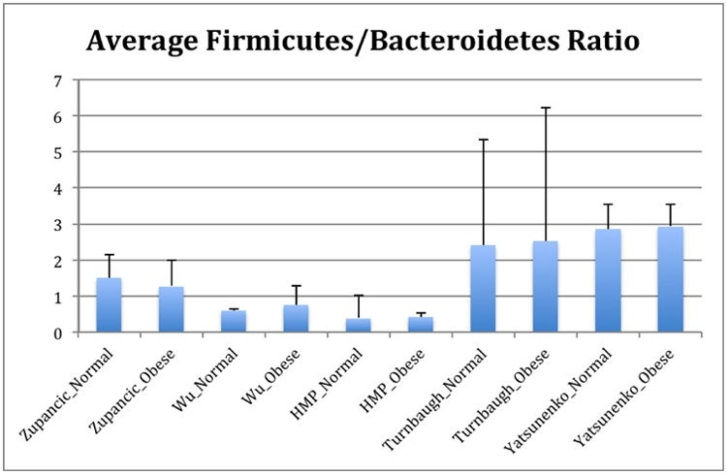 Average Firmicutes/Bacteroidetes Ratio
7
6
5
4
3
2
1
0
Zupancic_Normal
Zupancic_Obese
Wu_Normal
Wu_Obese
HMP_Normal
HMP_Obese
Turnbaugh_Normal
Turnbaugh_Obese
Yatsunenko_Normal
Yatsunenko_Obese